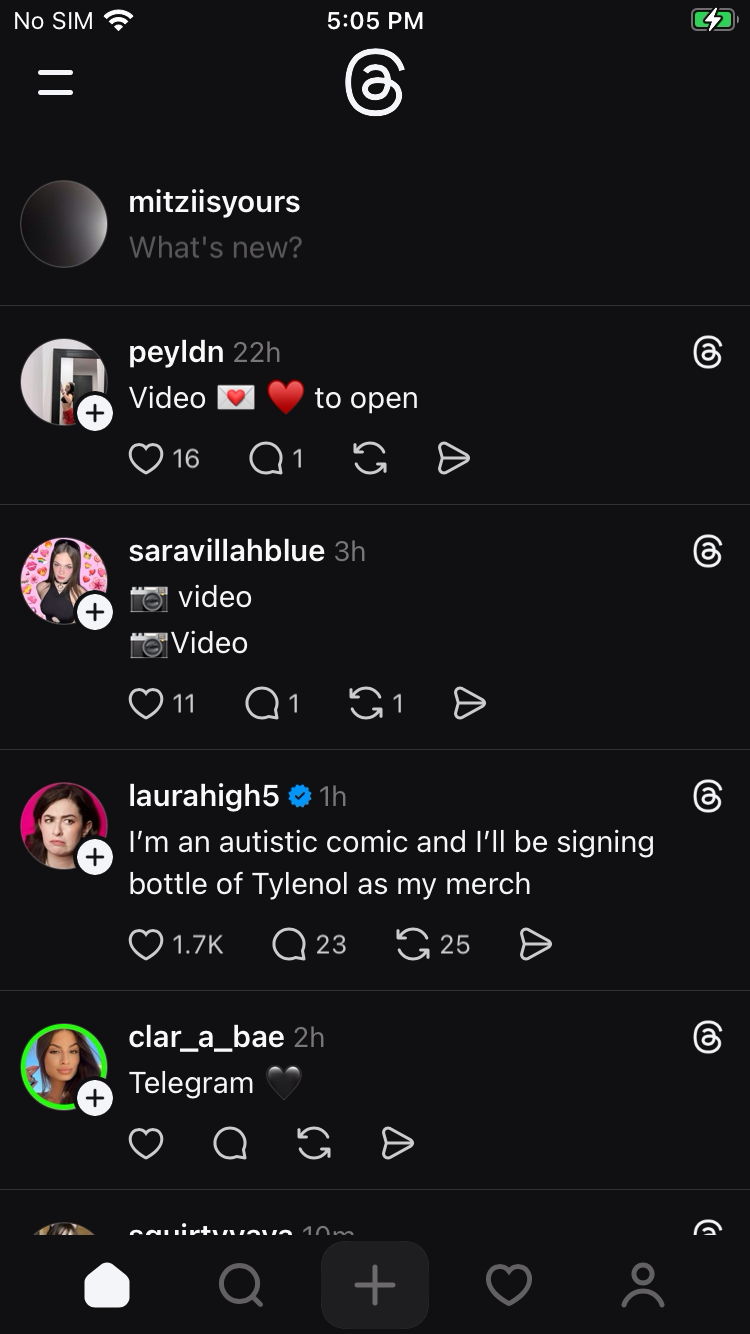 No SIM 5:05 PM
mitziisyours
What's new?
peyldn 22h
Video 💌 ♥️ to open
16 1
saravillahblue 3h
📷 video
📷Video
11 1 1
laurahigh5 1h
I’m an autistic comic and I’ll be signing
bottle of Tylenol as my merch
1.7K 23 25
clar_a_bae 2h
Telegram 🖤
10m